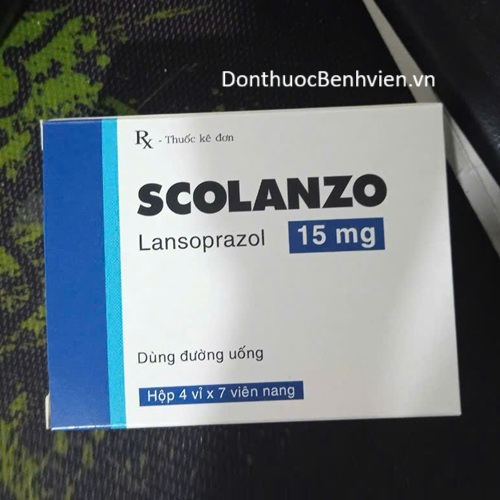 DonthuocBenhvien.vn
Rx - Thuốc kê đơn
SCOLANZO
Lansoprazol 15 mg
Dùng đường uống
Hộp 4 vỉ x 7 viên nang